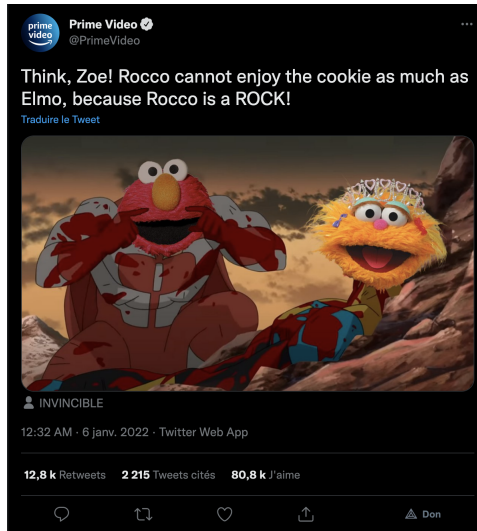 prime
video
Prime Video
@PrimeVideo
Think, Zoe! Rocco cannot enjoy the cookie as much as
Elmo, because Rocco is a ROCK!
Traduire le Tweet
INVINCIBLE
12:32 AM · 6 janv. 2022 · Twitter Web App
12,8 k Retweets 2 215 Tweets cités 80,8 k J'aime
Don